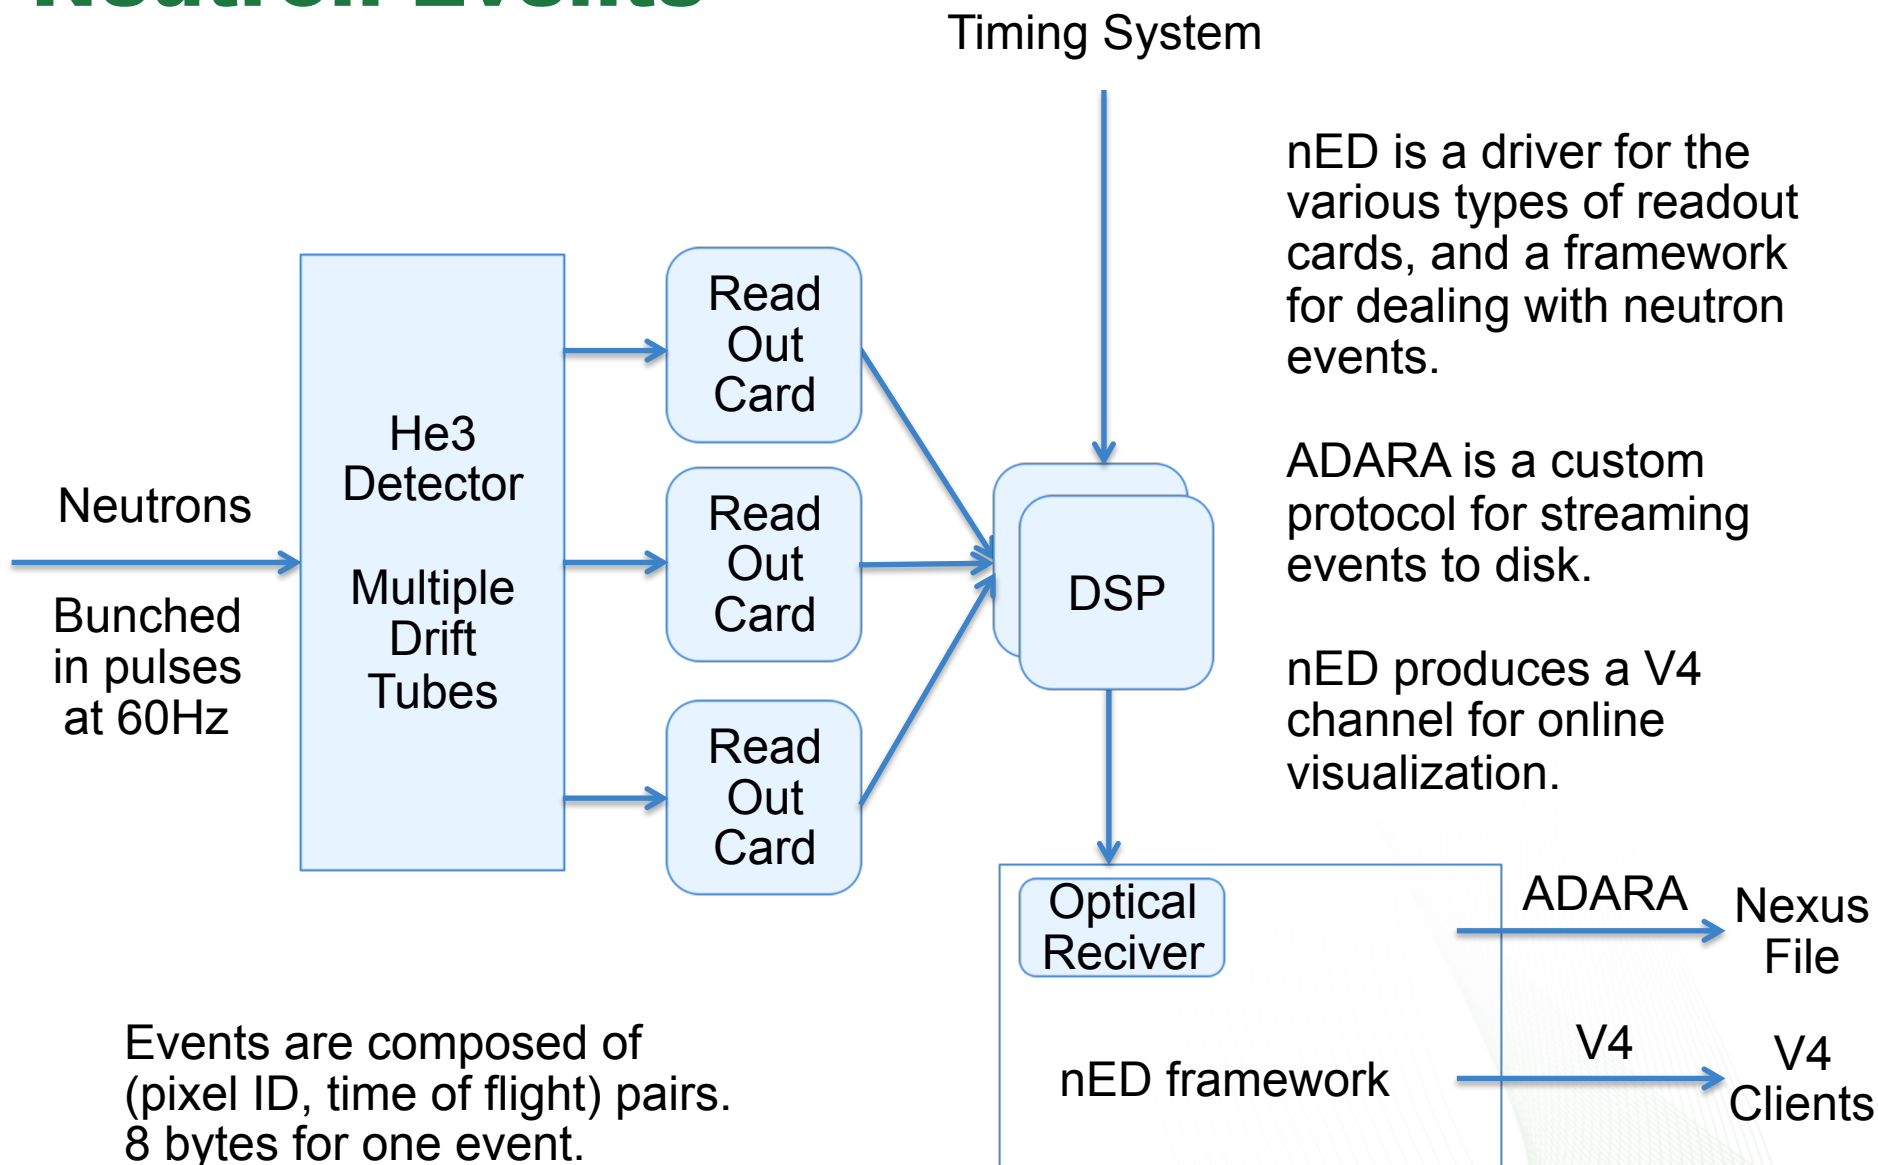 Neutron Events
Timing System
nED is a driver for the
various types of readout
cards, and a framework
for dealing with neutron
events.
ADARA is a custom
protocol for streaming
events to disk.
nED produces a V4
channel for online
visualization.
Neutrons
Bunched
in pulses
at 60Hz
He3
Detector
Multiple
Drift
Tubes
Read
Out
Card
Read
Out
Card
Read
Out
Card
DSP
Optical
Reciver
nED framework
ADARA
Nexus
File
V4
V4
Clients
Events are composed of
(pixel ID, time of flight) pairs.
8 bytes for one event.